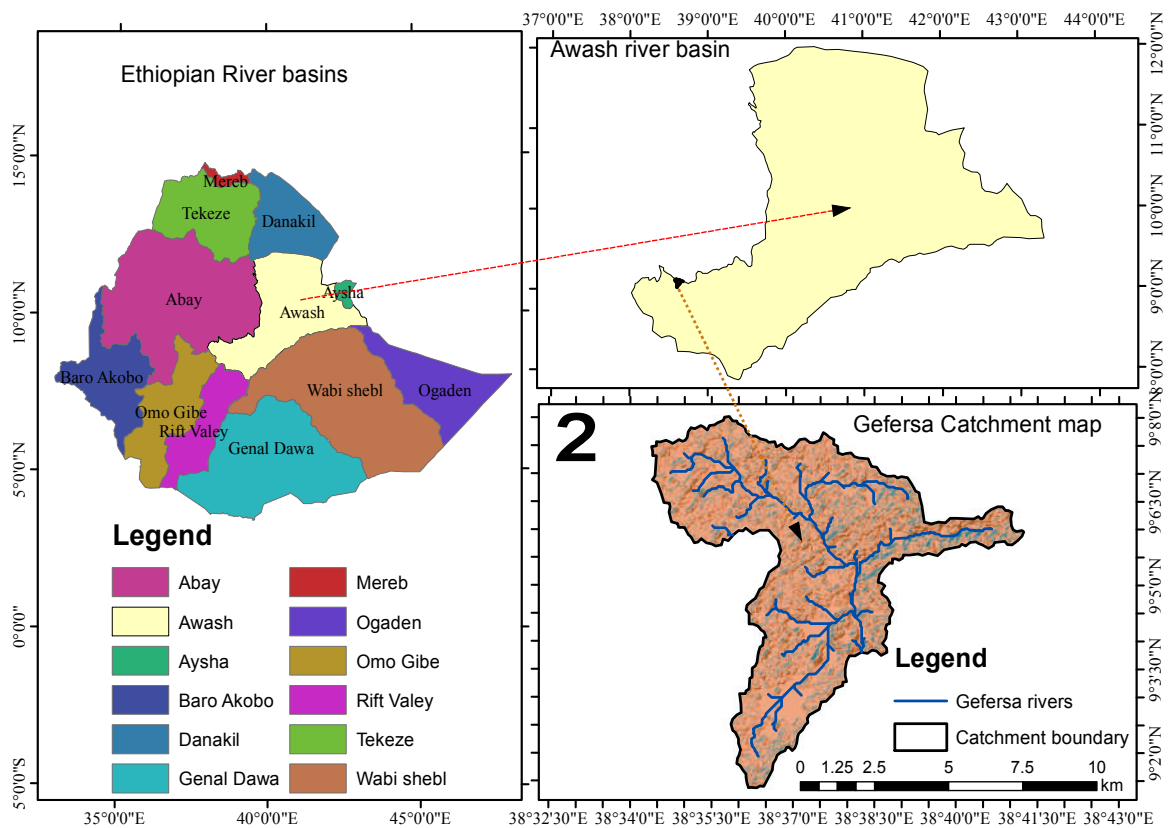 Ethiopian River basins
15°0'0"N
10°0'0"N
5°0'0"N
0°0'0"
5°0'0"S
Mereb
Tekeze
Danakil
Abay
Aysha
Awash
Baro Akobo
Wabi shebl
Ogaden
Omo Gibe
Rift Valey
Genal Dawa
Legend
Abay
Awash
Aysha
Baro Akobo
Danakil
Genal Dawa
Mereb
Ogaden
Omo Gibe
Rift Valey
Tekeze
Wabi shebl
35°0'0"E 40°0'0"E 45°0'0"E
37°0'0"E 38°0'0"E 39°0'0"E 40°0'0"E 41°0'0"E 42°0'0"E 43°0'0"E 44°0'0"E
Awash river basin
12°0'0"N
11°0'0"N
10°0'0"N
9°0'0"N
8°0'0"N
2
Gefersa Catchment map
9°8'0"N
9°6'30"N
9°5'0"N
9°3'30"N
9°2'0"N
Legend
Gefersa rivers
Catchment boundary
0 1.25 2.5 5 7.5 10
km
38°32'30"E 38°34'0"E 38°35'30"E 38°37'0"E 38°38'30"E 38°40'0"E 38°41'30"E 38°43'0"E